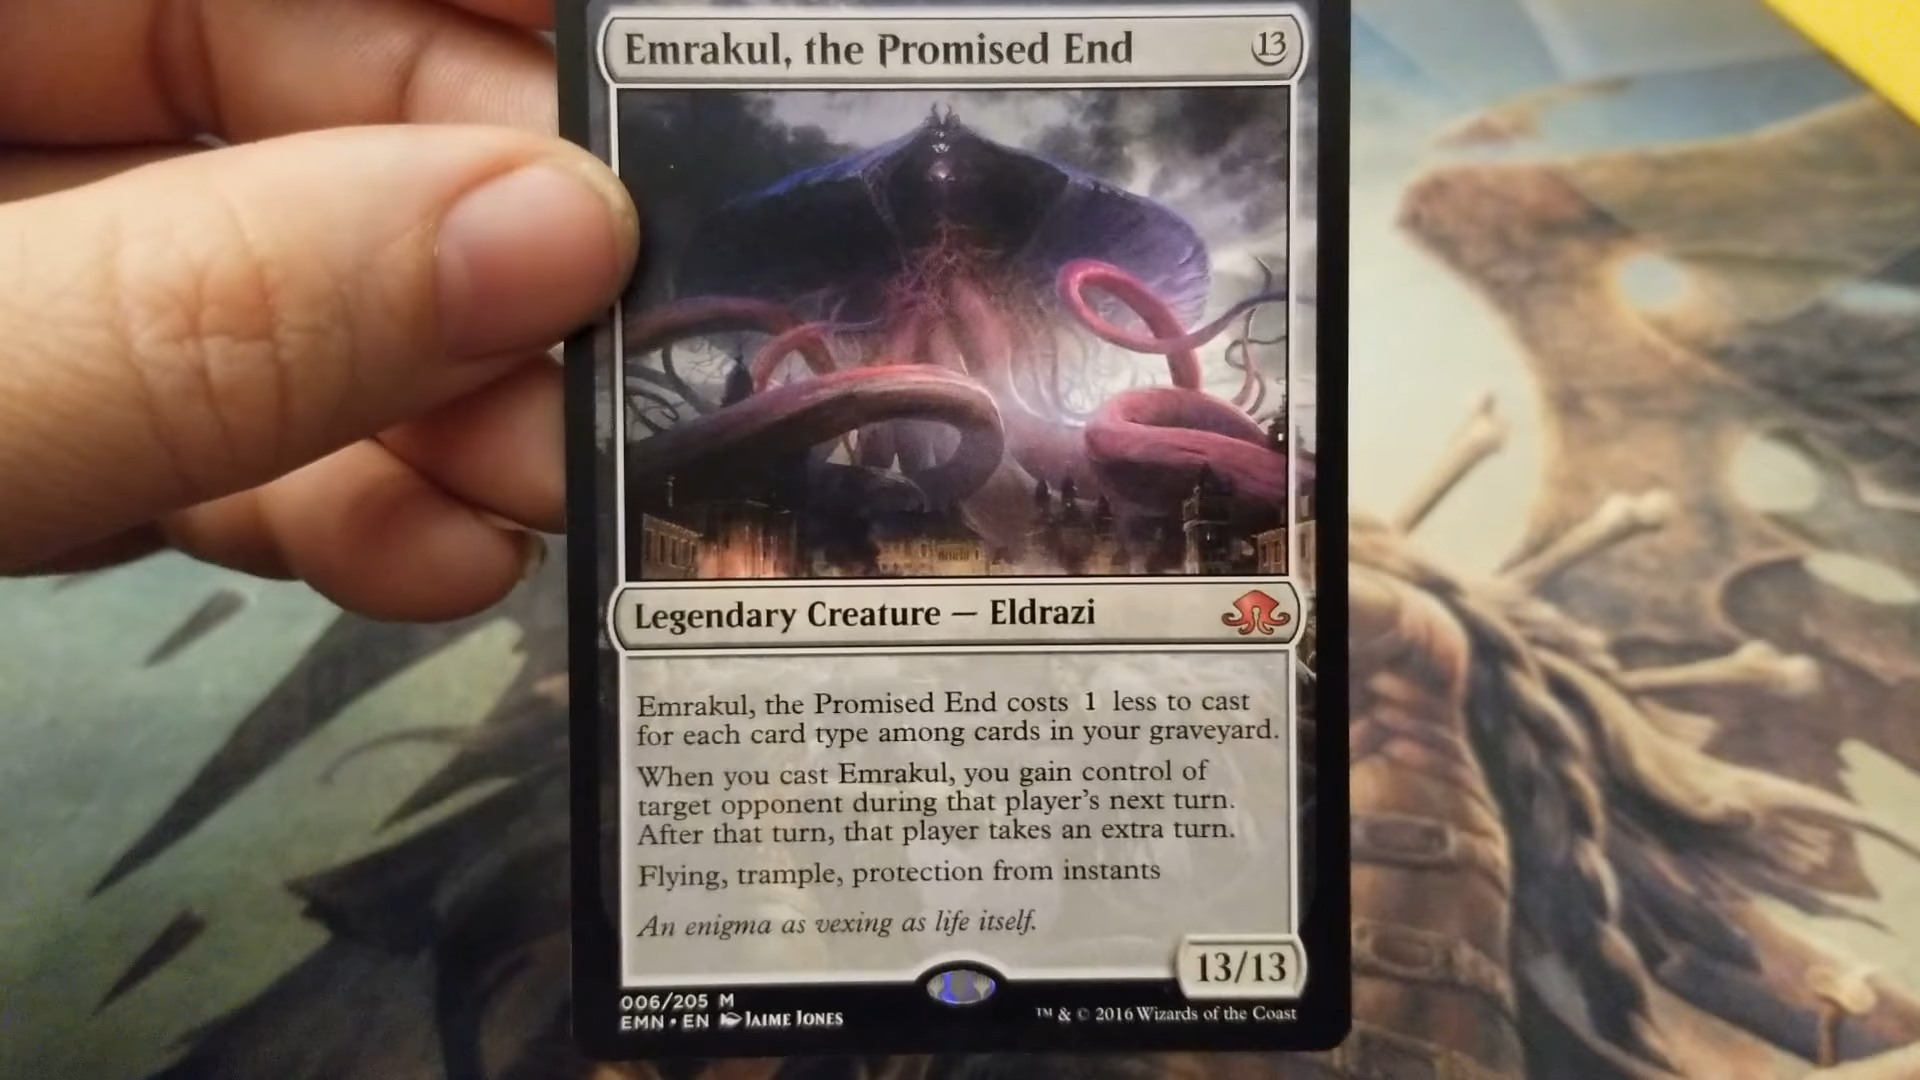 Emrakul, the Promised End 13
Legendary Creature — Eldrazi
Emrakul, the Promised End costs 1 less to cast
for each card type among cards in your graveyard.
When you cast Emrakul, you gain control of
target opponent during that player's next turn.
After that turn, that player takes an extra turn.
Flying, trample, protection from instants
An enigma as vexing as life itself.
13/13
006/205 M
EMN • EN JAIME JONES
™ & © 2016 Wizards of the Coast